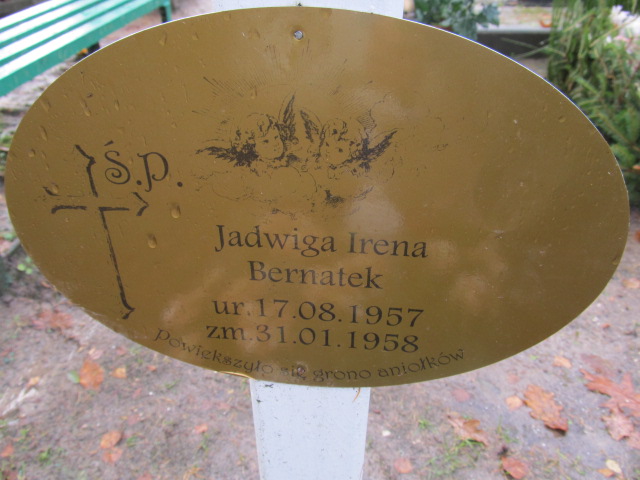 Ś.P.
Jadwiga Irena
Bernatek
ur.17.08.1957
zm.31.01.1958
Powiększyło się grono aniołków